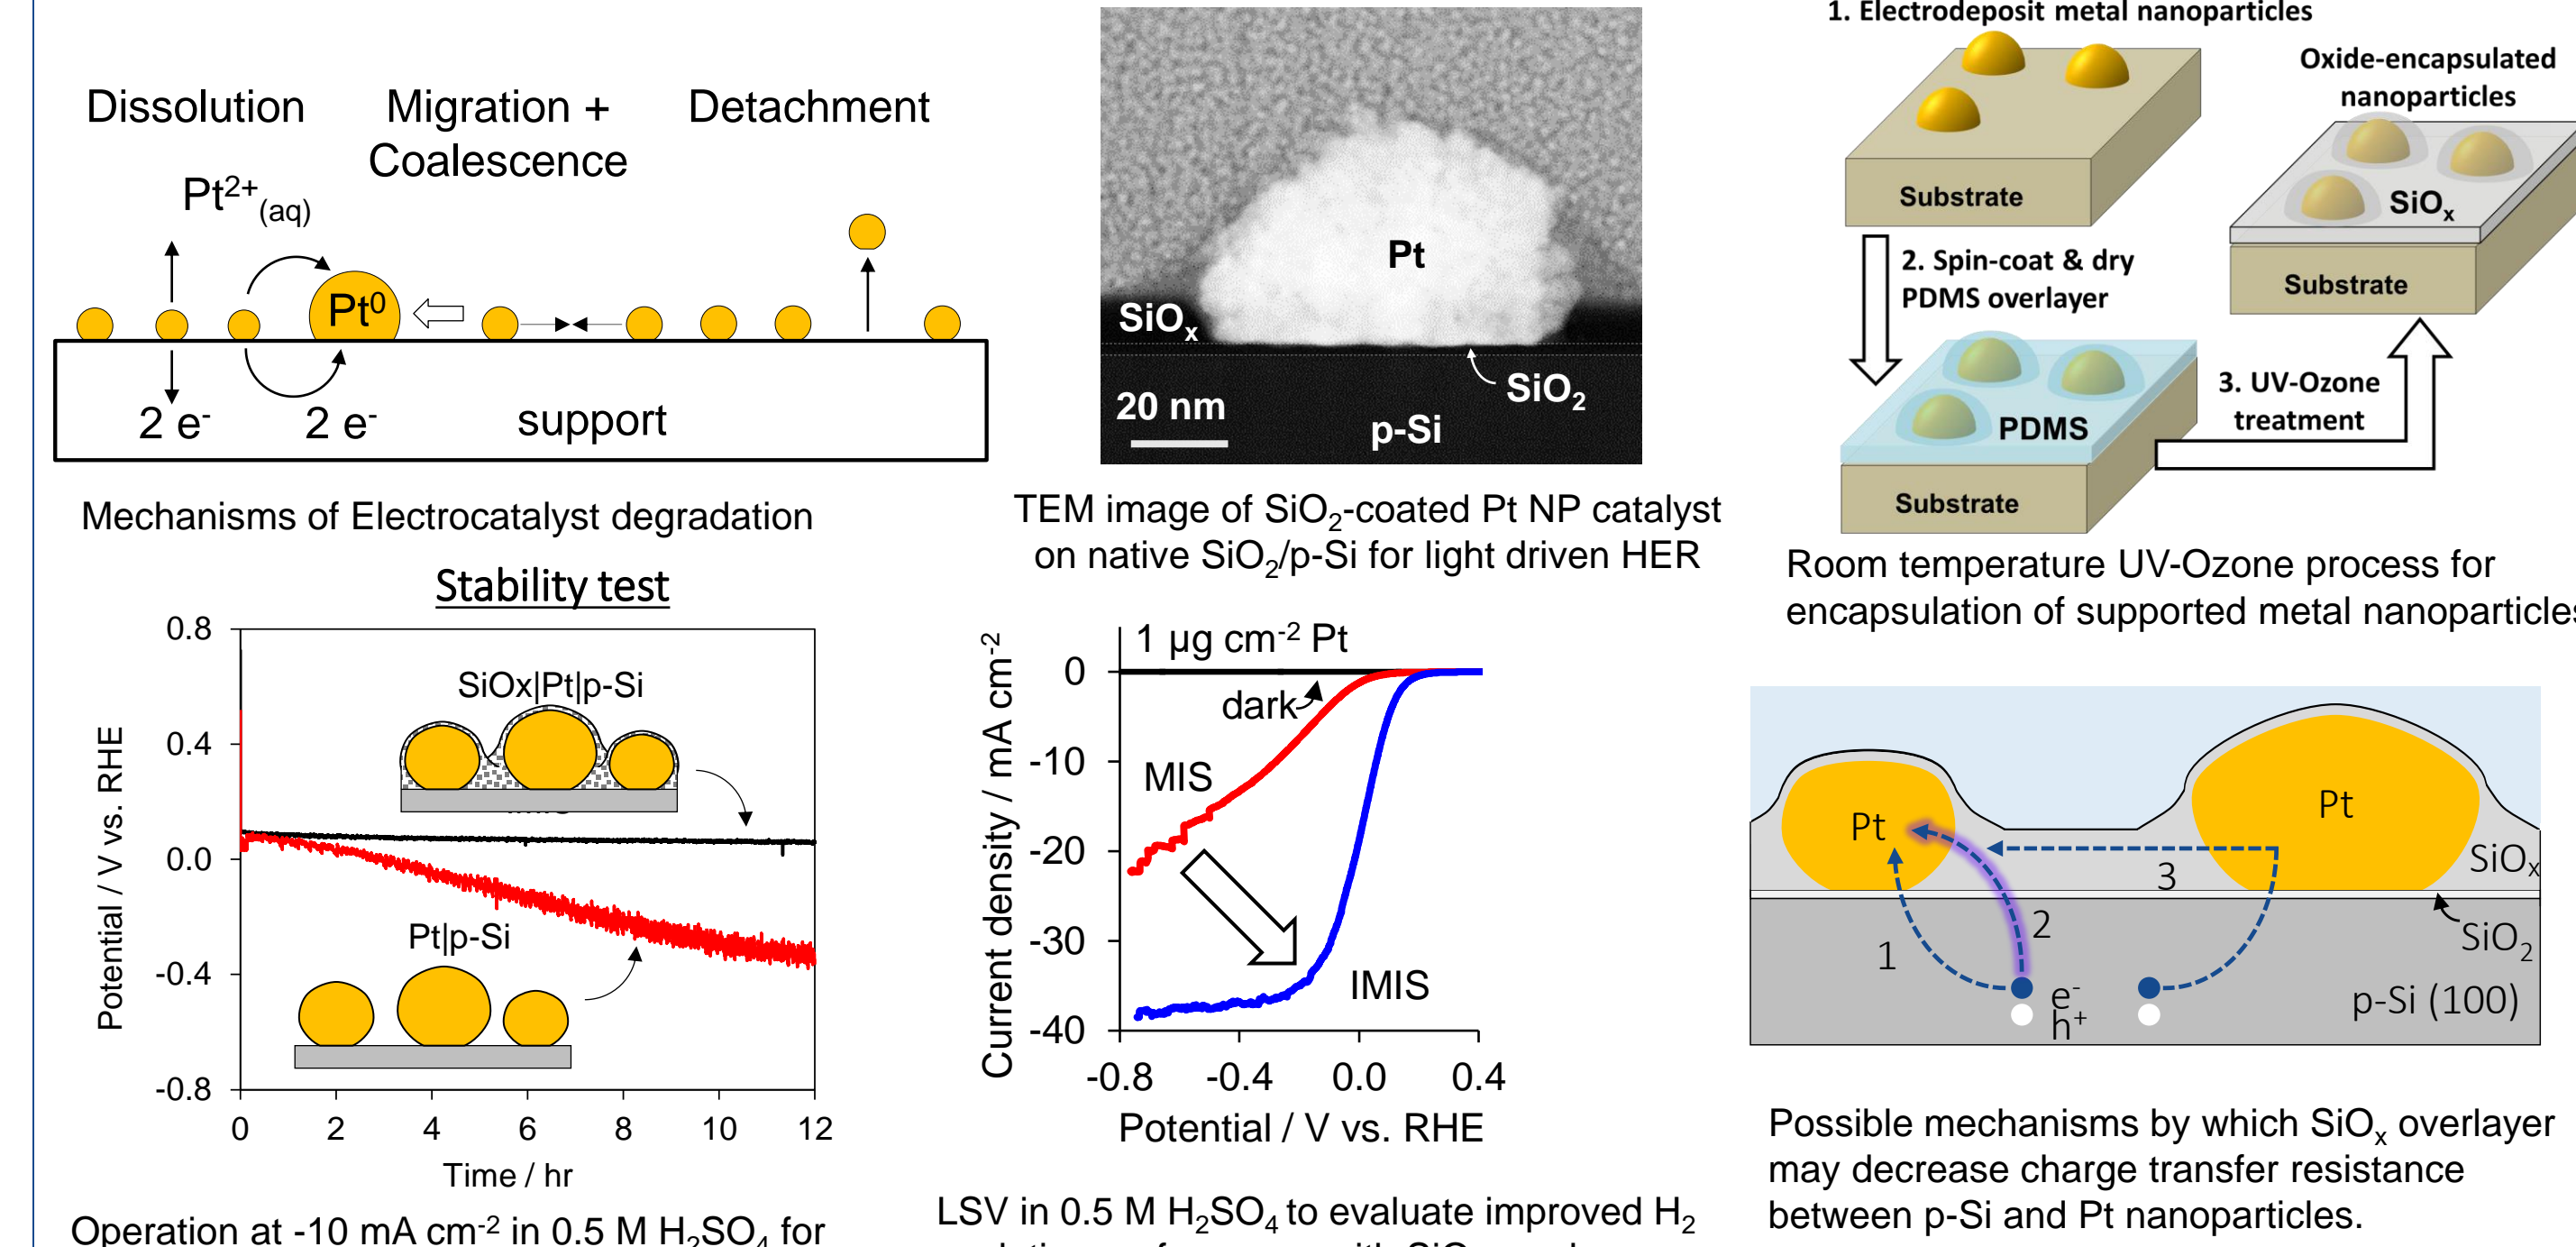 Dissolution
Migration +
Coalescence
Detachment
Pt²⁺(aq)
Pt⁰
2 e⁻
2 e⁻
support
Mechanisms of Electrocatalyst degradation
Pt
SiOₓ
SiO₂
20 nm
p-Si
TEM image of SiO₂-coated Pt NP catalyst
on native SiO₂/p-Si for light driven HER
1. Electrodeposit metal nanoparticles
Substrate
2. Spin-coat & dry
PDMS overlayer
PDMS
Substrate
3. UV-Ozone
treatment
Oxide-encapsulated
nanoparticles
SiOₓ
Substrate
Room temperature UV-Ozone process for
encapsulation of supported metal nanoparticles
Stability test
Potential / V vs. RHE
0.8
0.4
0.0
-0.4
-0.8
SiOx|Pt|p-Si
Pt|p-Si
0 2 4 6 8 10 12
Time / hr
Operation at -10 mA cm⁻² in 0.5 M H₂SO₄ for
Current density / mA cm⁻²
1 µg cm⁻² Pt
0
-10
-20
-30
-40
dark
MIS
IMIS
-0.8 -0.4 0.0 0.4
Potential / V vs. RHE
LSV in 0.5 M H₂SO₄ to evaluate improved H₂
Pt
Pt
SiOₓ
SiO₂
1
2
3
e⁻
h⁺
p-Si (100)
Possible mechanisms by which SiOₓ overlayer
may decrease charge transfer resistance
between p-Si and Pt nanoparticles.